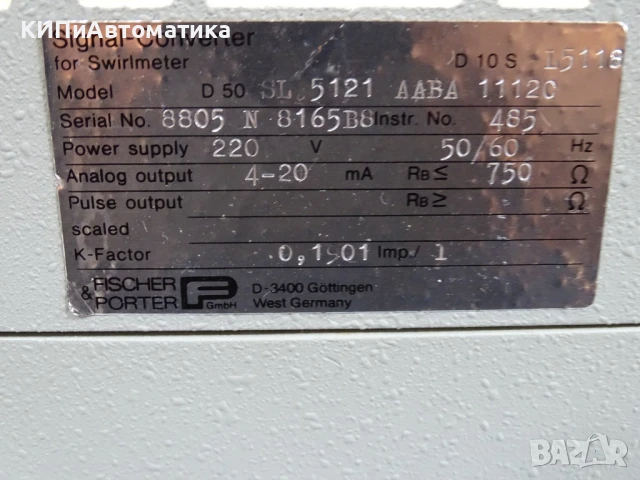 КИПиАвтоматика
Signal Converter
for Swirlmeter D 10 S 15118
Model D 50 SL 5121 AABA 11120
Serial No. 8805 N 8165B8 Instr. No. 485
Power supply 220 V 50/60 Hz
Analog output 4-20 mA RB≤ 750 Ω
Pulse output RB≥ Ω
scaled
K-Factor 0,1901 Imp./ l
FISCHER & PORTER FP GmbH
D-3400 Göttingen
West Germany
BAZAR